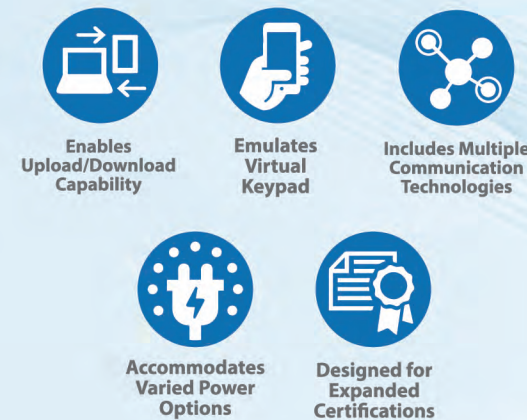 Enables
Upload/Download
Capability
Emulates
Virtual
Keypad
Includes Multiple
Communication
Technologies
Accommodates
Varied Power
Options
Designed for
Expanded
Certifications